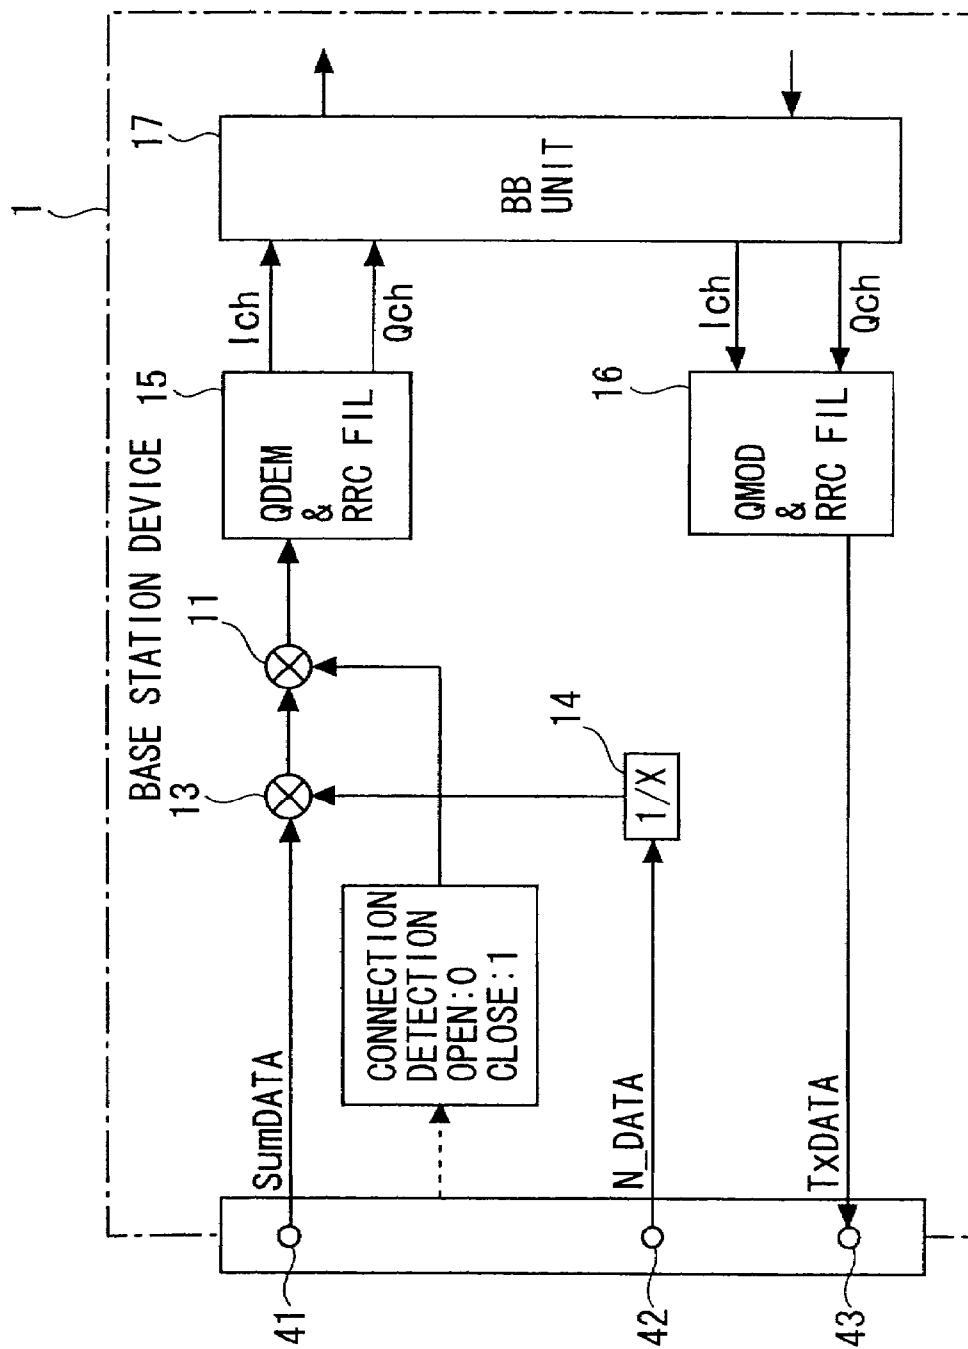 1
BASE STATION DEVICE
41
SumDATA
13
11
15
QDEM
&
RRC FIL
Ich
Qch
17
BB
UNIT
CONNECTION
DETECTION
OPEN:0
CLOSE:1
42
N_DATA
14
1/X
43
TxDATA
16
QMOD
&
RRC FIL
Ich
Qch